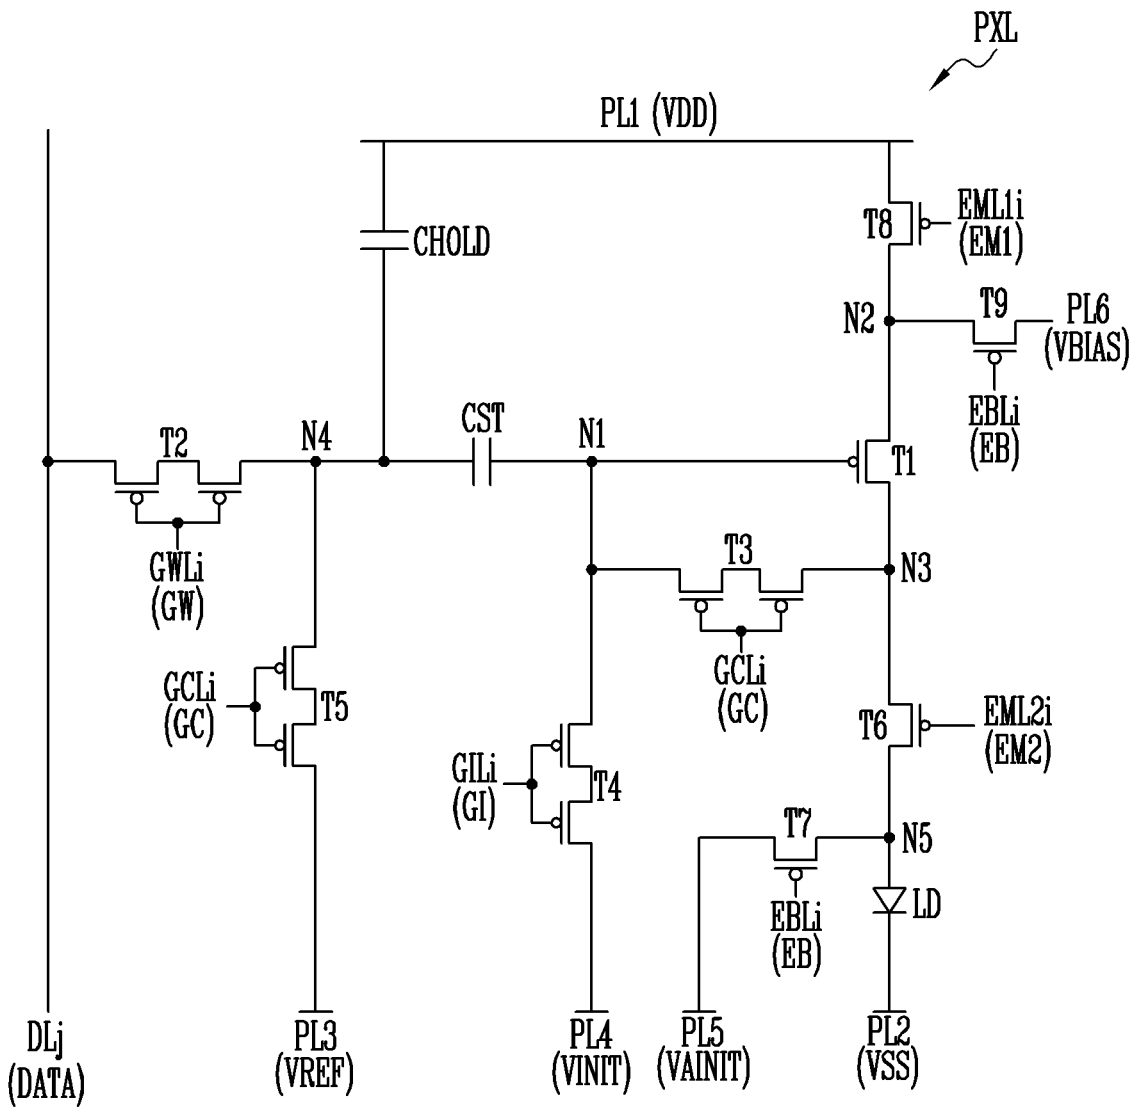 PXL
PL1 (VDD)
T8
EML1i
(EM1)
CHOLD
N2
T9
PL6
(VBIAS)
EBLi
(EB)
T2
N4
CST
N1
T1
GWLi
(GW)
T3
N3
GCLi
(GC)
GCLi
(GC)
T5
T6
EML2i
(EM2)
GILi
(GI)
T4
T7
N5
EBLi
(EB)
LD
DLj
(DATA)
PL3
(VREF)
PL4
(VINIT)
PL5
(VAINIT)
PL2
(VSS)